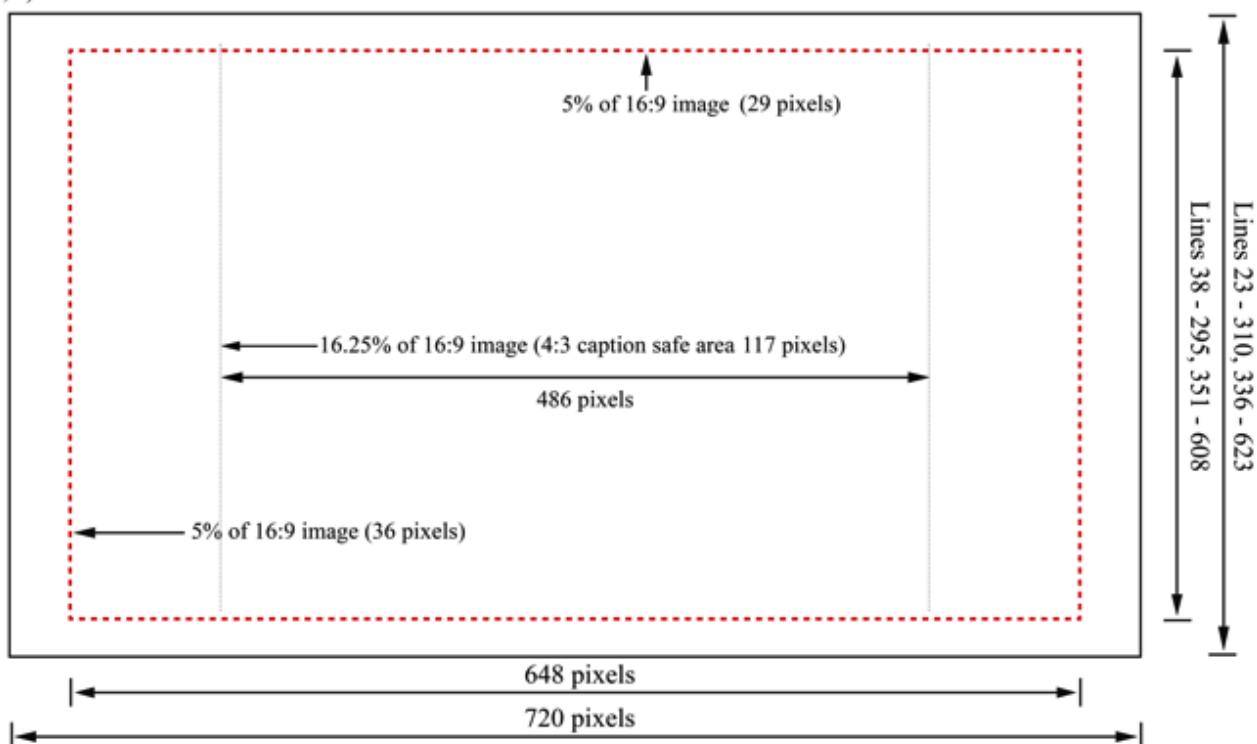 5% of 16:9 image (29 pixels)
Lines 38 - 295, 351 - 608
Lines 23 - 310, 336 - 623
16.25% of 16:9 image (4:3 caption safe area 117 pixels)
486 pixels
5% of 16:9 image (36 pixels)
648 pixels
720 pixels